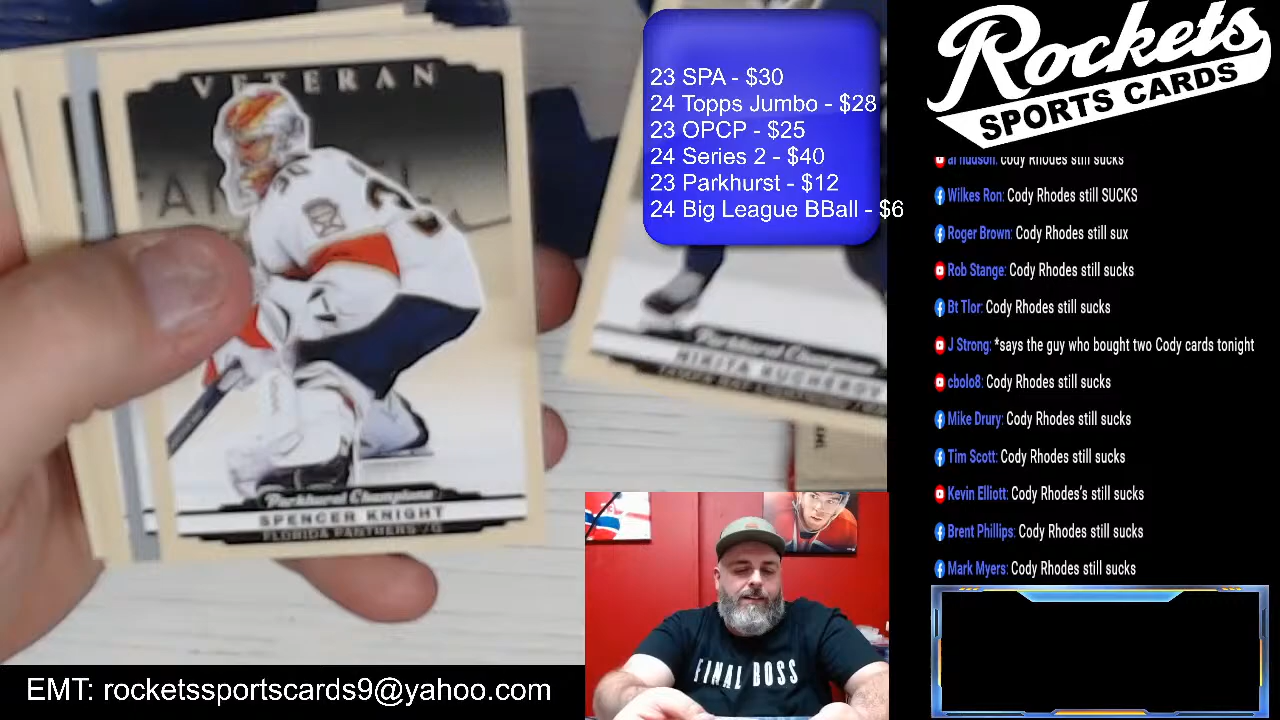 VETERAN
30
Parkhurst Champions
SPENCER KNIGHT
FLORIDA PANTHERS / G
Parkhurst Champions
NIKITA KUCHEROV
23 SPA - $30
24 Topps Jumbo - $28
23 OPCP - $25
24 Series 2 - $40
23 Parkhurst - $12
24 Big League BBall - $6
Rockets
SPORTS CARDS
Cody Rhodes still sucks
Wilkes Ron: Cody Rhodes still SUCKS
Roger Brown: Cody Rhodes still sux
Rob Stange: Cody Rhodes still sucks
Bt Tlor: Cody Rhodes still sucks
J Strong: *says the guy who bought two Cody cards tonight
cbolo8: Cody Rhodes still sucks
Mike Drury: Cody Rhodes still sucks
Tim Scott: Cody Rhodes still sucks
Kevin Elliott: Cody Rhodes's still sucks
Brent Phillips: Cody Rhodes still sucks
Mark Myers: Cody Rhodes still sucks
FINAL BOSS
EMT: rocketssportscards9@yahoo.com